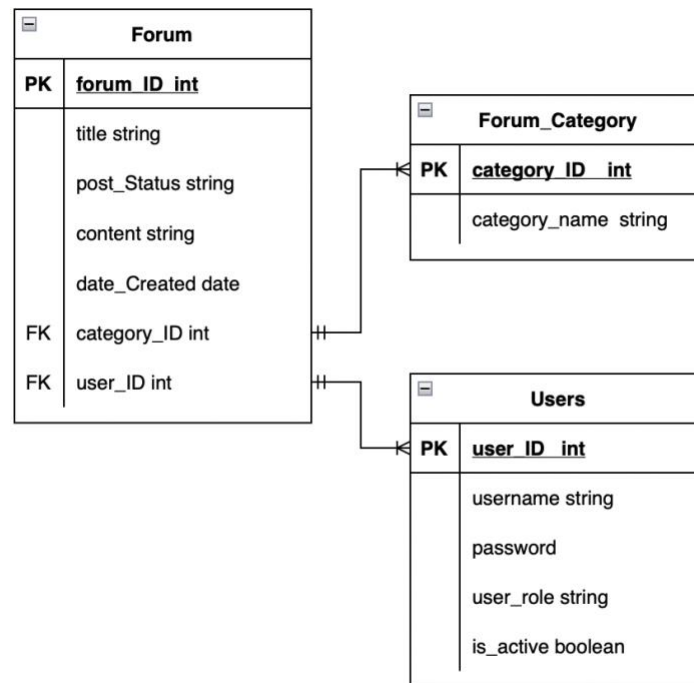 Forum
PK forum_ID int
title string
post_Status string
content string
date_Created date
FK category_ID int
FK user_ID int
Forum_Category
PK category_ID int
category_name string
Users
PK user_ID int
username string
password
user_role string
is_active boolean